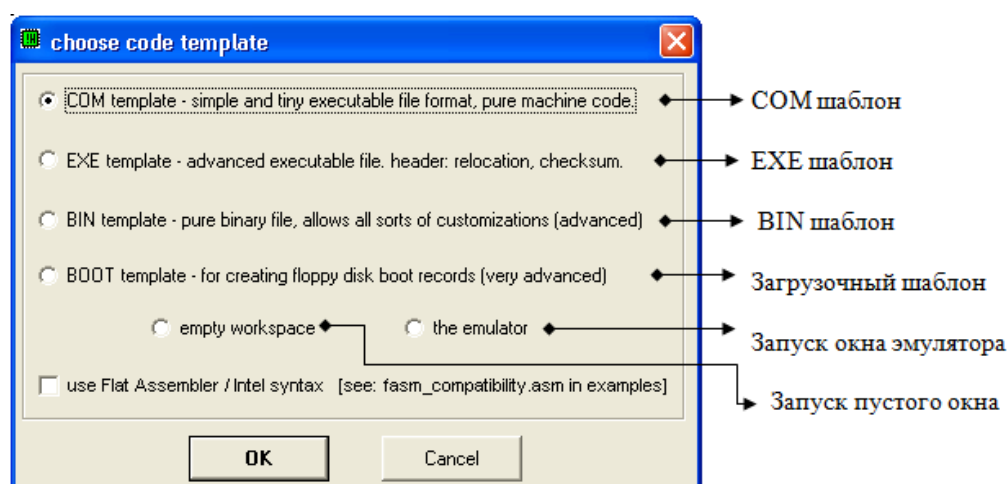 choose code template
COM template - simple and tiny executable file format, pure machine code. COM шаблон
EXE template - advanced executable file. header: relocation, checksum. EXE шаблон
BIN template - pure binary file, allows all sorts of customizations (advanced) BIN шаблон
BOOT template - for creating floppy disk boot records (very advanced) Загрузочный шаблон
empty workspace the emulator Запуск окна эмулятора
use Flat Assembler / Intel syntax [see: fasm_compatibility.asm in examples] Запуск пустого окна
OK Cancel